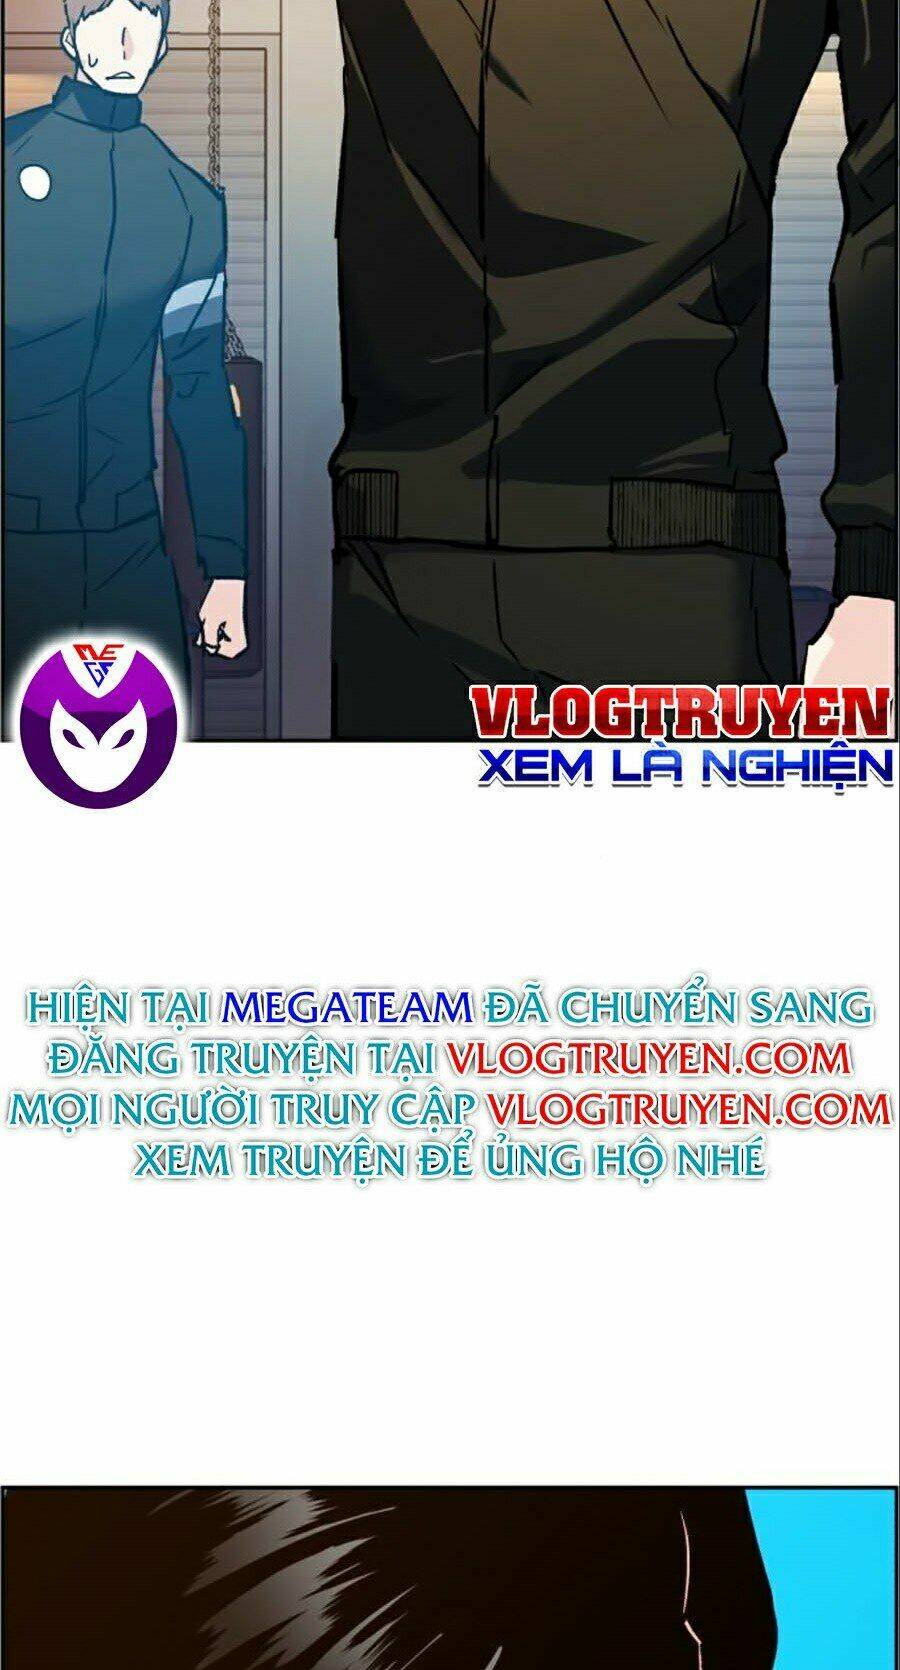 MEGA
VLOGTRUYEN
XEM LÀ NGHIỆN
HIỆN TẠI MEGATEAM ĐÃ CHUYỂN SANG
ĐĂNG TRUYỆN TẠI VLOGTRUYEN.COM
MỌI NGƯỜI TRUY CẬP VLOGTRUYEN.COM
XEM TRUYỆN ĐỂ ỦNG HỘ NHÉ